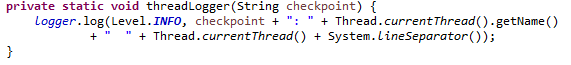 private static void threadLogger(String checkpoint) {
logger.log(Level.INFO, checkpoint + ": " + Thread.currentThread().getName()
+ "  " + Thread.currentThread() + System.lineSeparator());
}